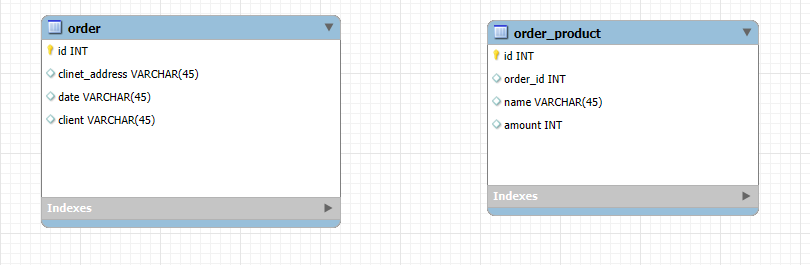 order
id INT
clinet_address VARCHAR(45)
date VARCHAR(45)
client VARCHAR(45)
Indexes
order_product
id INT
order_id INT
name VARCHAR(45)
amount INT
Indexes